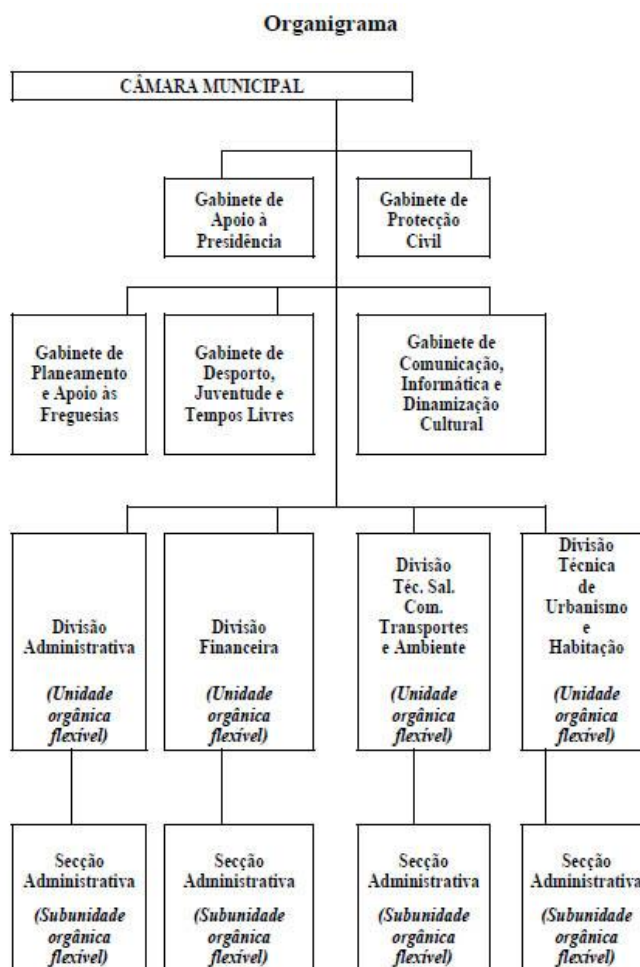 Organigrama
CÂMARA MUNICIPAL
Gabinete de
Apoio à
Presidência
Gabinete de
Protecção
Civil
Gabinete de
Planeamento
e Apoio às
Freguesias
Gabinete de
Desporto,
Juventude e
Tempos Livres
Gabinete de
Comunicação,
Informática e
Dinamização
Cultural
Divisão
Administrativa
(Unidade
orgânica
flexível)
Divisão
Financeira
(Unidade
orgânica
flexível)
Divisão
Téc. Sal.
Com.
Transportes
e Ambiente
(Unidade
orgânica
flexível)
Divisão
Técnica
de
Urbanismo
e
Habitação
(Unidade
orgânica
flexível)
Secção
Administrativa
(Subunidade
orgânica
flexível)
Secção
Administrativa
(Subunidade
orgânica
flexível)
Secção
Administrativa
(Subunidade
orgânica
flexível)
Secção
Administrativa
(Subunidade
orgânica
flexível)